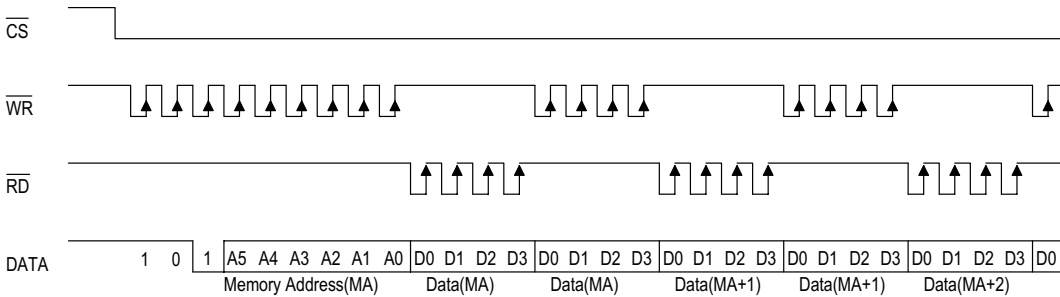 CS
WR
RD
DATA 1 0 1 A5 A4 A3 A2 A1 A0 D0 D1 D2 D3 D0 D1 D2 D3 D0 D1 D2 D3 D0 D1 D2 D3 D0 D1 D2 D3 D0
Memory Address(MA) Data(MA) Data(MA) Data(MA+1) Data(MA+1) Data(MA+2)